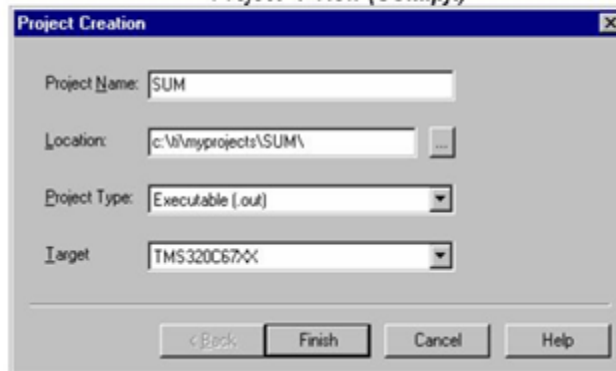 Project Creation
Project Name: SUM
Location: c:\ti\myprojects\SUM\ ...
Project Type: Executable (.out)
Target TMS320C67XX
< Back Finish Cancel Help